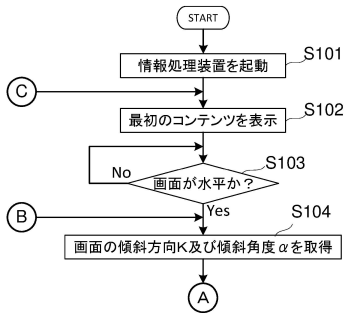 START
情報処理装置を起動
S101
C
最初のコンテンツを表示
S102
S103
No
画面が水平か?
Yes
B
S104
画面の傾斜方向K及び傾斜角度αを取得
A